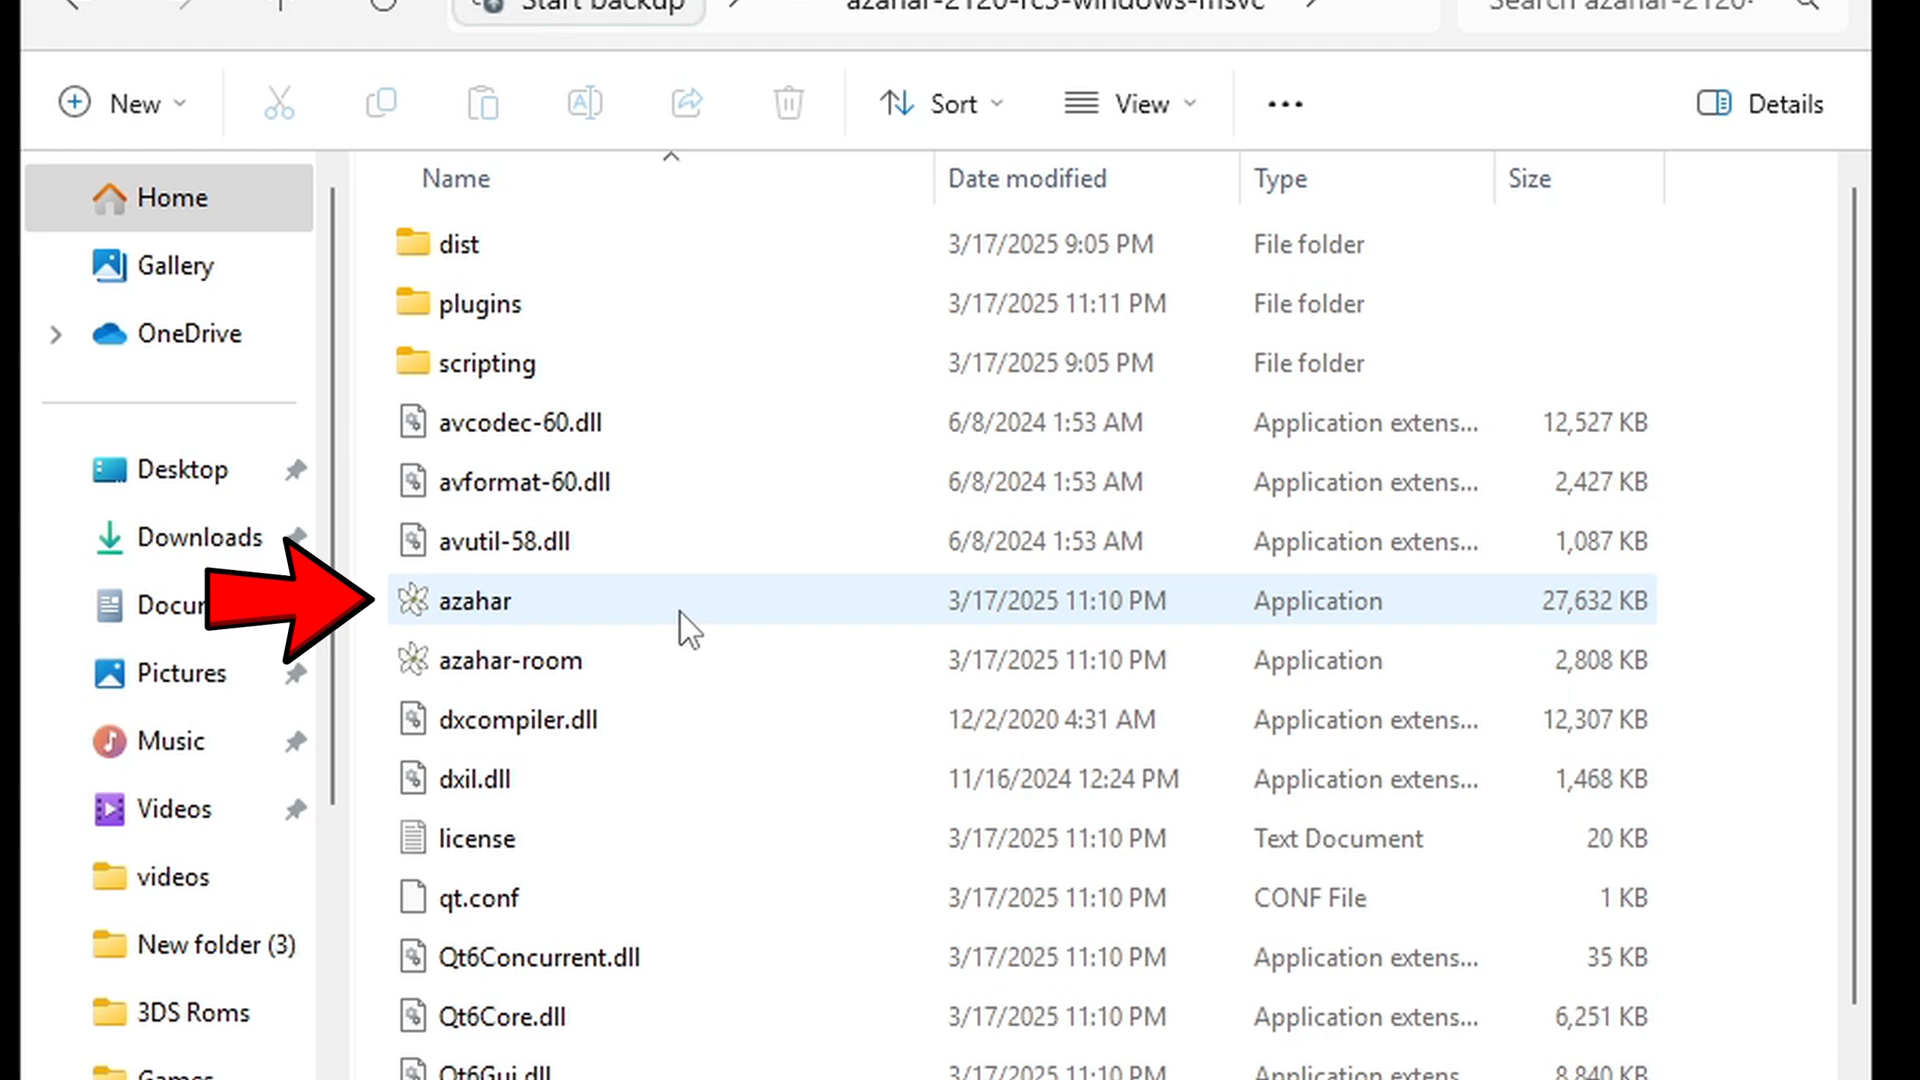 Start backup
azahar-2120-rc3-windows-msvc
Search azahar-2120-
New
Sort
View
Details
Name
Date modified
Type
Size
Home
Gallery
OneDrive
Desktop
Downloads
Docu
Pictures
Music
Videos
videos
New folder (3)
3DS Roms
Games
dist 3/17/2025 9:05 PM File folder
plugins 3/17/2025 11:11 PM File folder
scripting 3/17/2025 9:05 PM File folder
avcodec-60.dll 6/8/2024 1:53 AM Application extens... 12,527 KB
avformat-60.dll 6/8/2024 1:53 AM Application extens... 2,427 KB
avutil-58.dll 6/8/2024 1:53 AM Application extens... 1,087 KB
azahar 3/17/2025 11:10 PM Application 27,632 KB
azahar-room 3/17/2025 11:10 PM Application 2,808 KB
dxcompiler.dll 12/2/2020 4:31 AM Application extens... 12,307 KB
dxil.dll 11/16/2024 12:24 PM Application extens... 1,468 KB
license 3/17/2025 11:10 PM Text Document 20 KB
qt.conf 3/17/2025 11:10 PM CONF File 1 KB
Qt6Concurrent.dll 3/17/2025 11:10 PM Application extens... 35 KB
Qt6Core.dll 3/17/2025 11:10 PM Application extens... 6,251 KB
Qt6Gui.dll 3/17/2025 11:10 PM Application extens... 8,840 KB